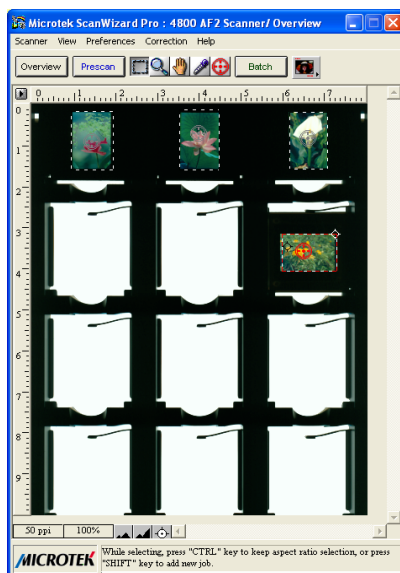 Microtek ScanWizard Pro : 4800 AF2 Scanner/ Overview
Scanner View Preferences Correction Help
Overview Prescan Batch
0 1 2 3 4 5 6 7
0
1
2
3
4
5
6
7
8
9
50 ppi 100%
MICROTEK
While selecting, press "CTRL" key to keep aspect ratio selection, or press
"SHIFT" key to add new job.